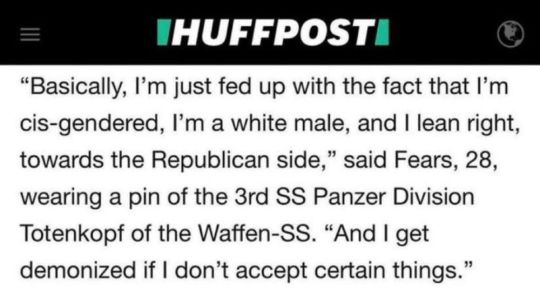 HUFFPOST
“Basically, I’m just fed up with the fact that I’m
cis-gendered, I’m a white male, and I lean right,
towards the Republican side,” said Fears, 28,
wearing a pin of the 3rd SS Panzer Division
Totenkopf of the Waffen-SS. “And I get
demonized if I don’t accept certain things.”